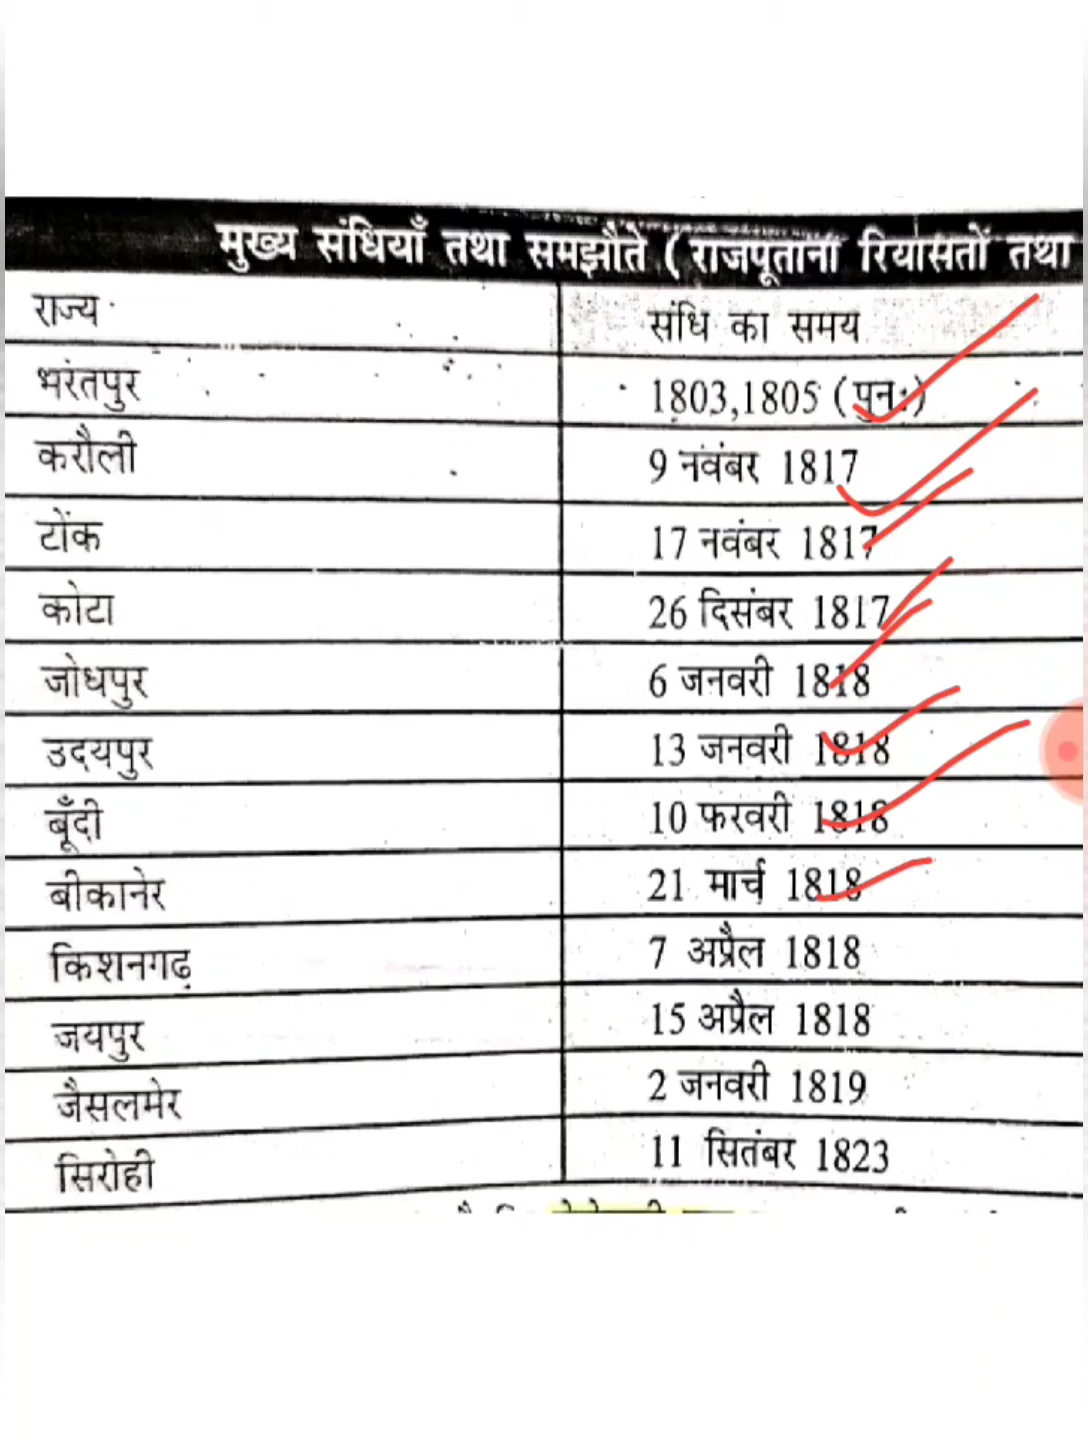 मुख्य संधियाँ तथा समझौते ( राजपूताना रियासतों तथा
राज्य संधि का समय
भरतपुर 1803,1805 (पुनः)
करौली 9 नवंबर 1817
टोंक 17 नवंबर 1817
कोटा 26 दिसंबर 1817
जोधपुर 6 जनवरी 1818
उदयपुर 13 जनवरी 1818
बूँदी 10 फरवरी 1818
बीकानेर 21 मार्च 1818
किशनगढ़ 7 अप्रैल 1818
जयपुर 15 अप्रैल 1818
जैसलमेर 2 जनवरी 1819
सिरोही 11 सितंबर 1823